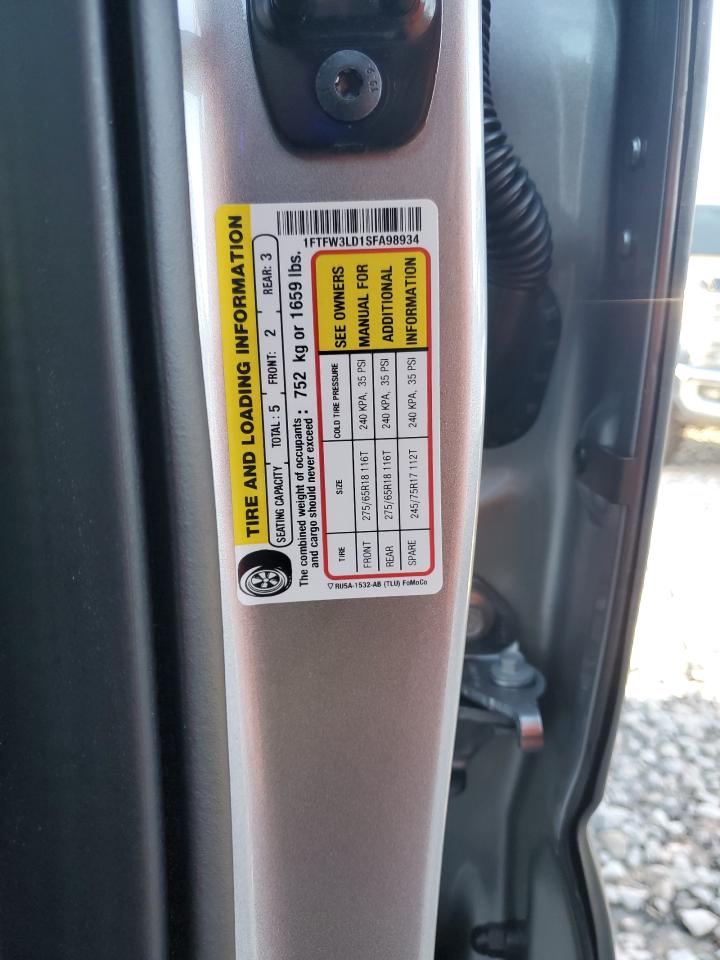 TIRE AND LOADING INFORMATION
SEATING CAPACITY TOTAL : 5 FRONT: 2 REAR: 3
The combined weight of occupants and cargo should never exceed : 752 kg or 1659 lbs.
TIRE SIZE COLD TIRE PRESSURE
FRONT 275/65R18 116T 240 KPA, 35 PSI
REAR 275/65R18 116T 240 KPA, 35 PSI
SPARE 245/75R17 112T 240 KPA, 35 PSI
SEE OWNERS
MANUAL FOR
ADDITIONAL
INFORMATION
1FTFW3LD1SFA98934
RU5A-1532-AB (TLU) FoMoCo